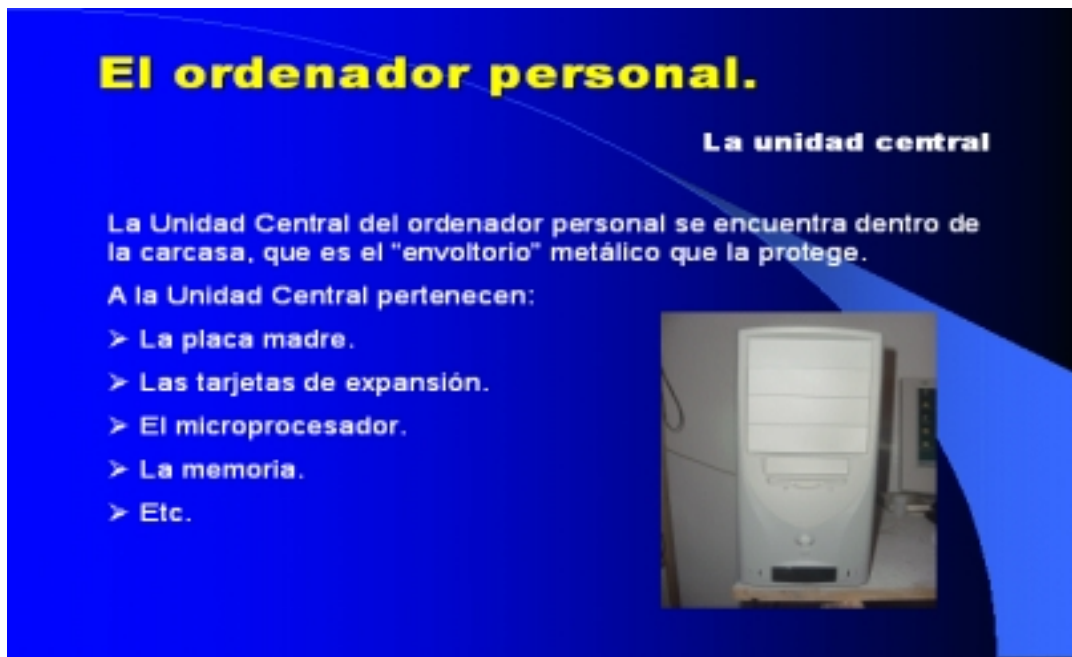 El ordenador personal.
La unidad central
La Unidad Central del ordenador personal se encuentra dentro de
la carcasa, que es el "envoltorio" metálico que la protege.
A la Unidad Central pertenecen:
➢ La placa madre.
➢ Las tarjetas de expansión.
➢ El microprocesador.
➢ La memoria.
➢ Etc.